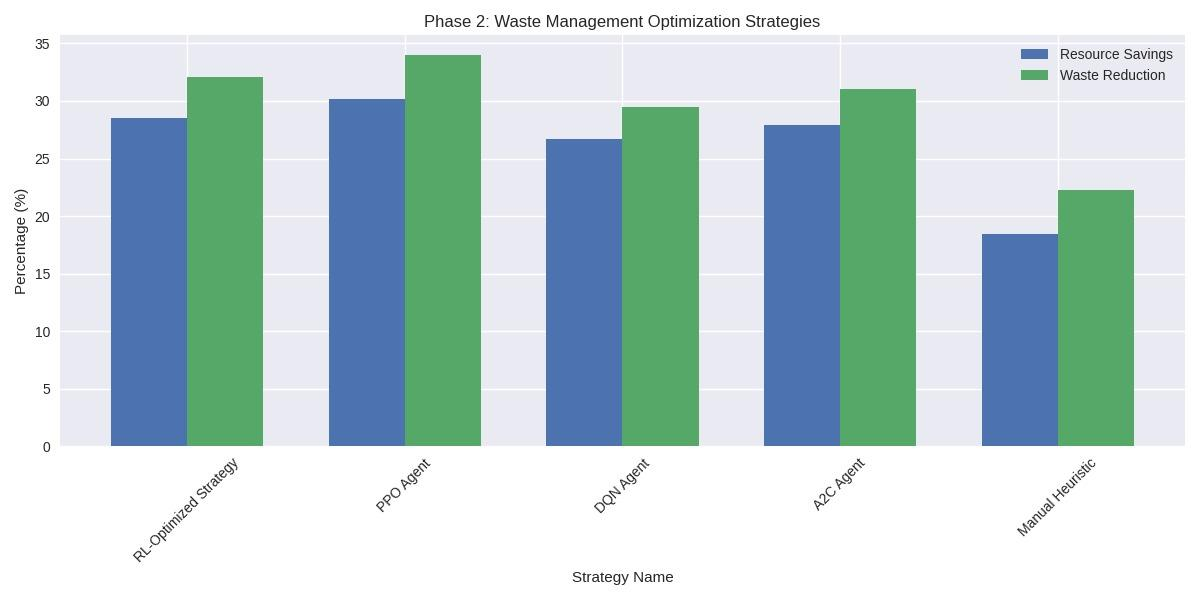 Phase 2: Waste Management Optimization Strategies
Resource Savings
Waste Reduction
Percentage (%)
35
30
25
20
15
10
5
0
RL-Optimized Strategy
PPO Agent
DQN Agent
A2C Agent
Manual Heuristic
Strategy Name